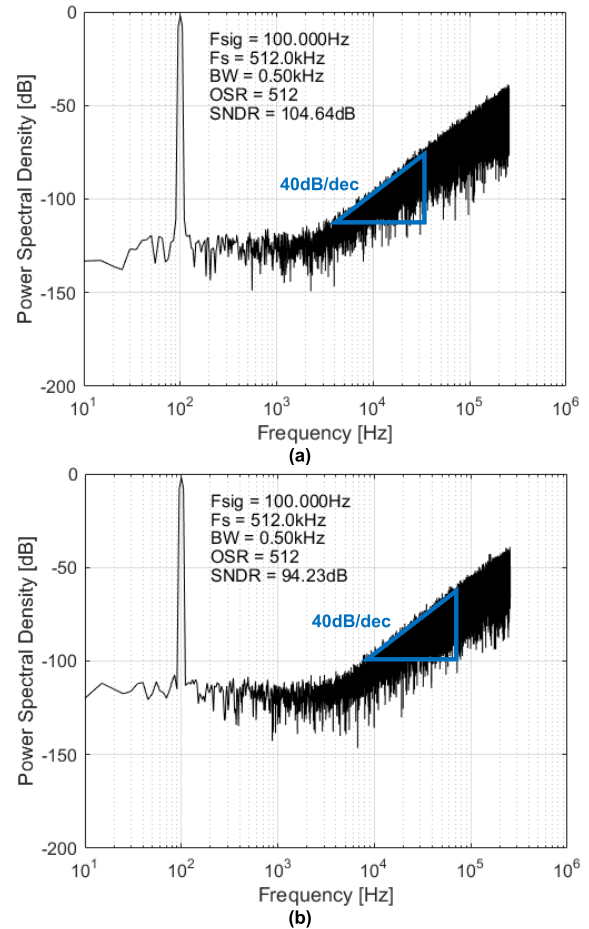 0
Fsig = 100.000Hz
Fs = 512.0kHz
BW = 0.50kHz
OSR = 512
SNDR = 104.64dB
-50
40dB/dec
-100
-150
-200
10^1 10^2 10^3 10^4 10^5 10^6
Power Spectral Density [dB]
Frequency [Hz]
(a)
0
Fsig = 100.000Hz
Fs = 512.0kHz
BW = 0.50kHz
OSR = 512
SNDR = 94.23dB
-50
40dB/dec
-100
-150
-200
10^1 10^2 10^3 10^4 10^5 10^6
Power Spectral Density [dB]
Frequency [Hz]
(b)